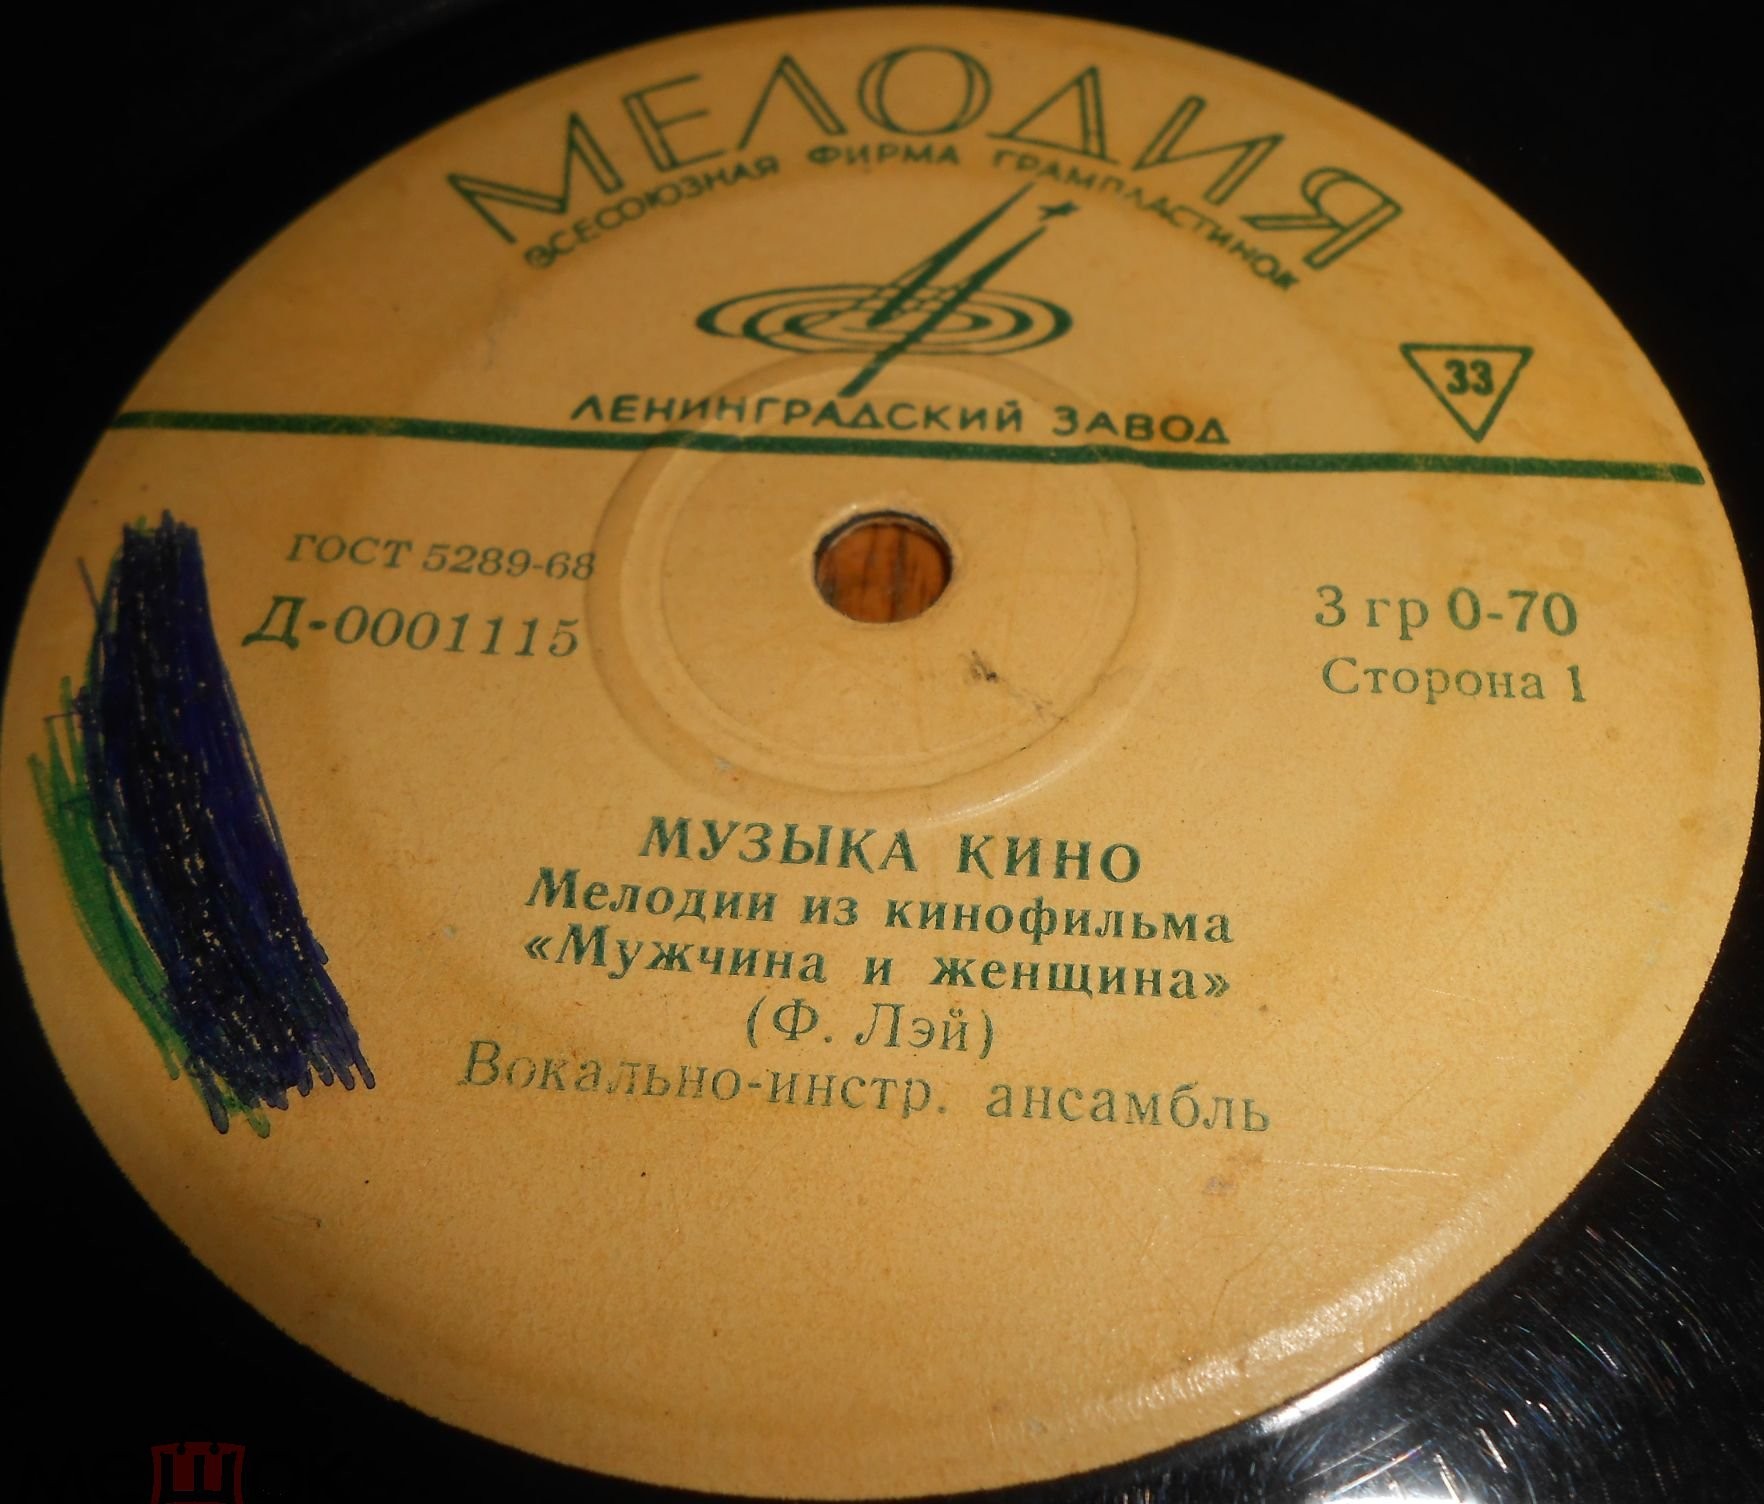 МЕЛОДИЯ
ВСЕСОЮЗНАЯ ФИРМА ГРАМПЛАСТИНОК
33
ЛЕНИНГРАДСКИЙ ЗАВОД
ГОСТ 5289-68
Д-0001115
3 гр 0-70
Сторона 1
МУЗЫКА КИНО
Мелодии из кинофильма
«Мужчина и женщина»
(Ф. Лэй)
Вокально-инстр. ансамбль